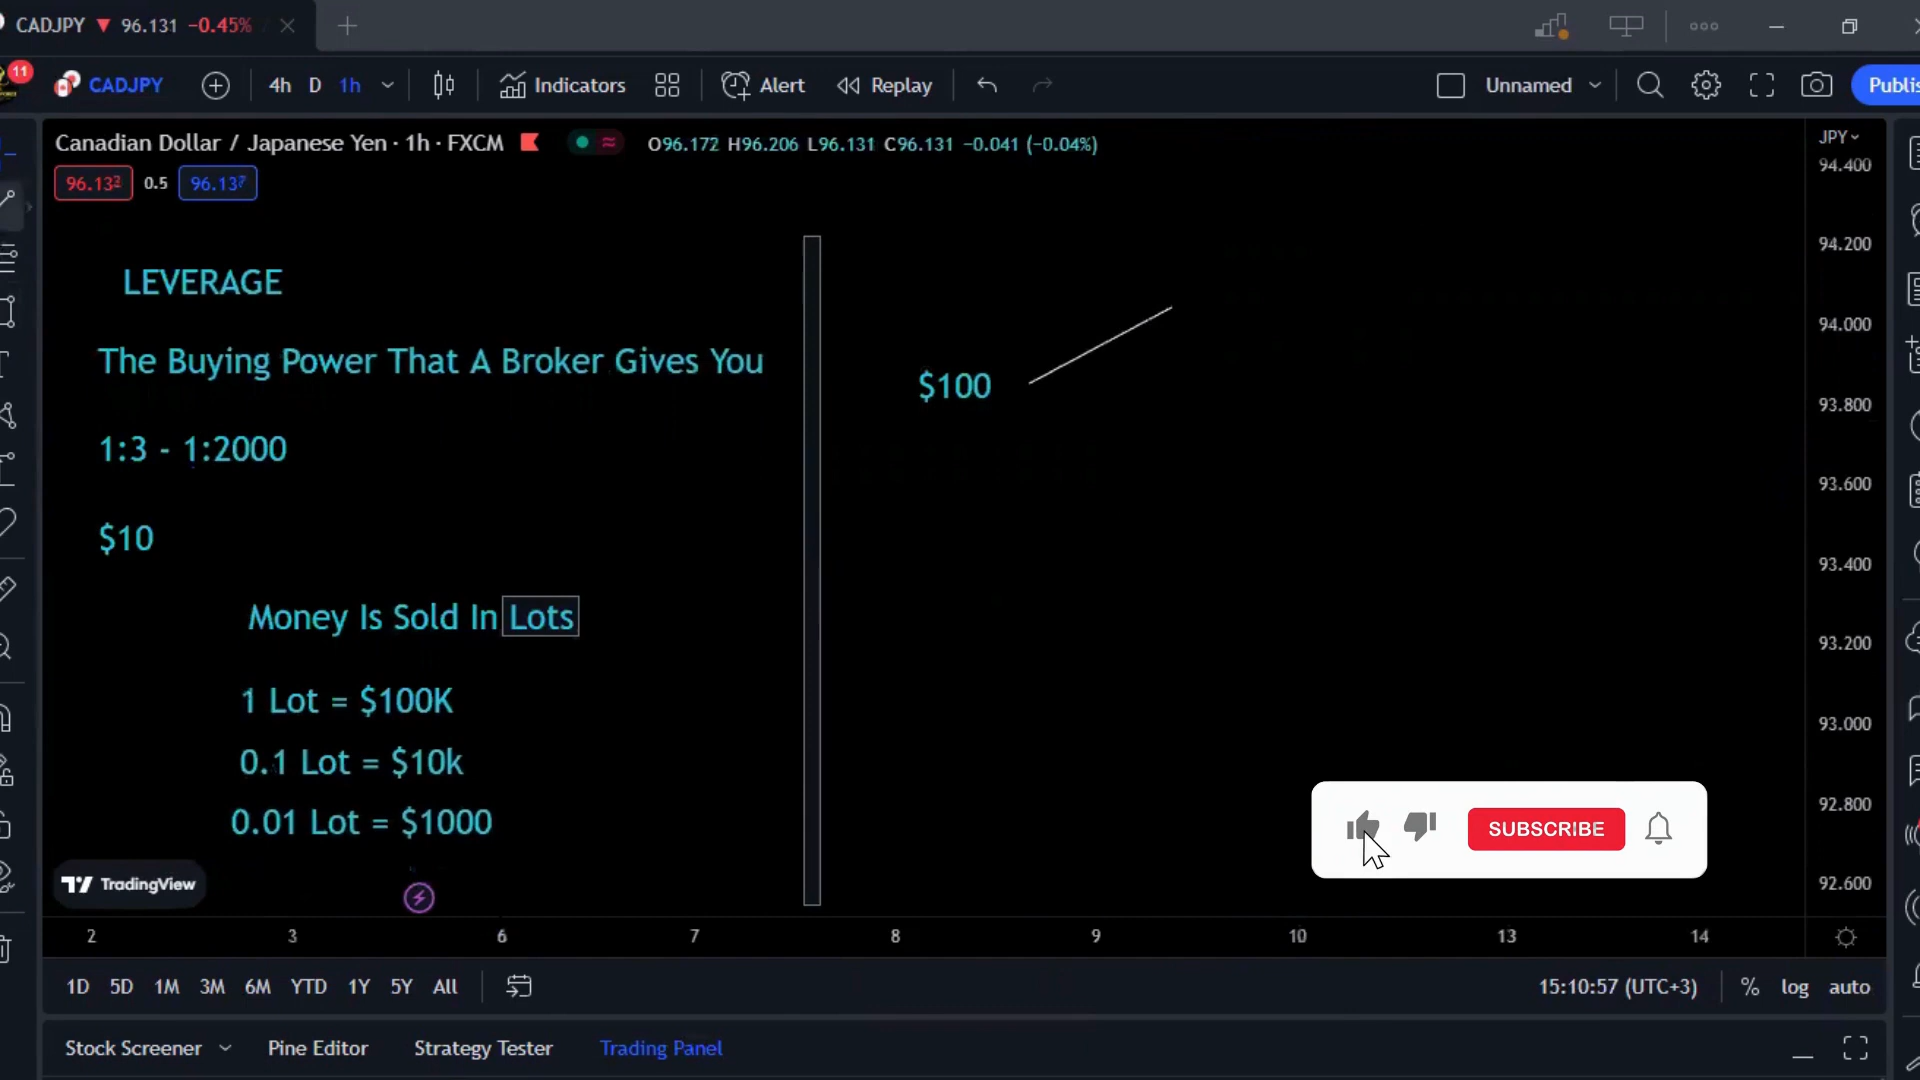 CADJPY ▼ 96.131 −0.45%
11
CADJPY 4h D 1h Indicators Alert Replay Unnamed
Canadian Dollar / Japanese Yen · 1h · FXCM O96.172 H96.206 L96.131 C96.131 −0.041 (−0.04%)
JPY
96.132 0.5 96.137
94.400
94.200
94.000
93.800
93.600
93.400
93.200
93.000
92.800
92.600
LEVERAGE
The Buying Power That A Broker Gives You
1:3 - 1:2000
$10
Money Is Sold In Lots
1 Lot = $100K
0.1 Lot = $10k
0.01 Lot = $1000
$100
SUBSCRIBE
TradingView
2 3 6 7 8 9 10 13 14
1D 5D 1M 3M 6M YTD 1Y 5Y All 15:10:57 (UTC+3) % log auto
Stock Screener Pine Editor Strategy Tester Trading Panel